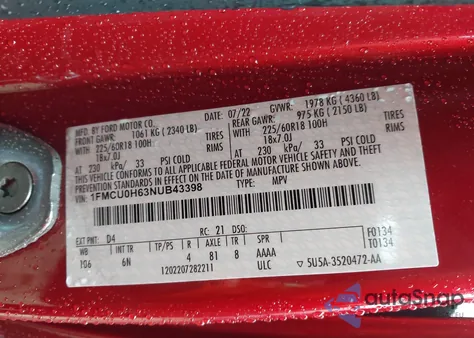 MFD. BY FORD MOTOR CO. DATE: 07/22 GVWR: 1978 KG (4360 LB)
FRONT GAWR: 1061 KG (2340 LB) REAR GAWR: 975 KG (2150 LB)
WITH 225/60R18 100H TIRES WITH 225/60R18 100H TIRES
18x7.0J RIMS 18x7.0J RIMS
AT 230 kPa/ 33 PSI COLD AT 230 kPa/ 33 PSI COLD
THIS VEHICLE CONFORMS TO ALL APPLICABLE FEDERAL MOTOR VEHICLE SAFETY AND THEFT
PREVENTION STANDARDS IN EFFECT ON THE DATE OF MANUFACTURE SHOWN ABOVE.
VIN: 1FMCU0H63NUB43398 TYPE: MPV
EXT PNT: D4 RC: 21 DSO: F0134
WB INT TR TP/PS R AXLE TR SPR T0134
106 6N 4 81 8 AAAA
1202207282211 ULC ▽ 5U5A-3520472-AA
autoSnap